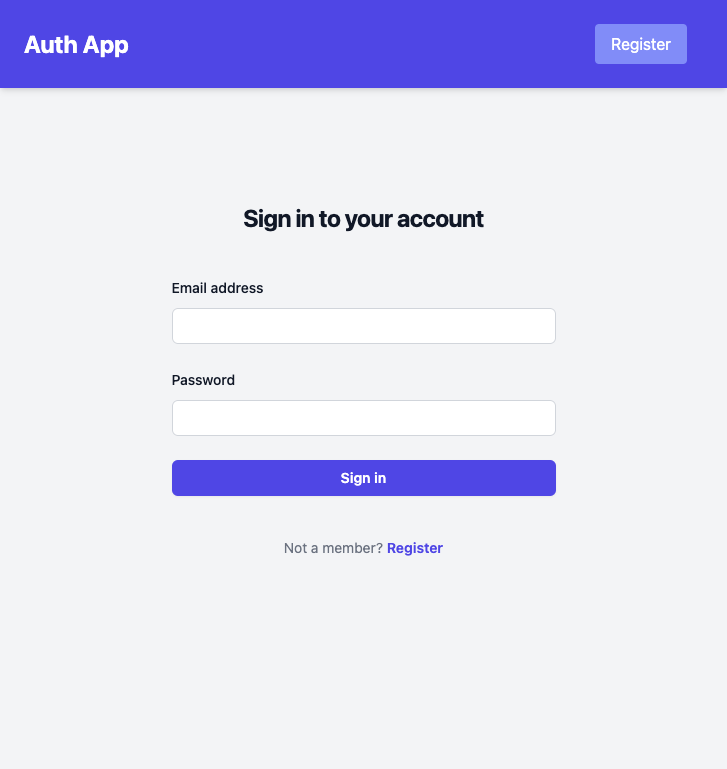 Auth App
Register
Sign in to your account
Email address
Password
Sign in
Not a member? Register